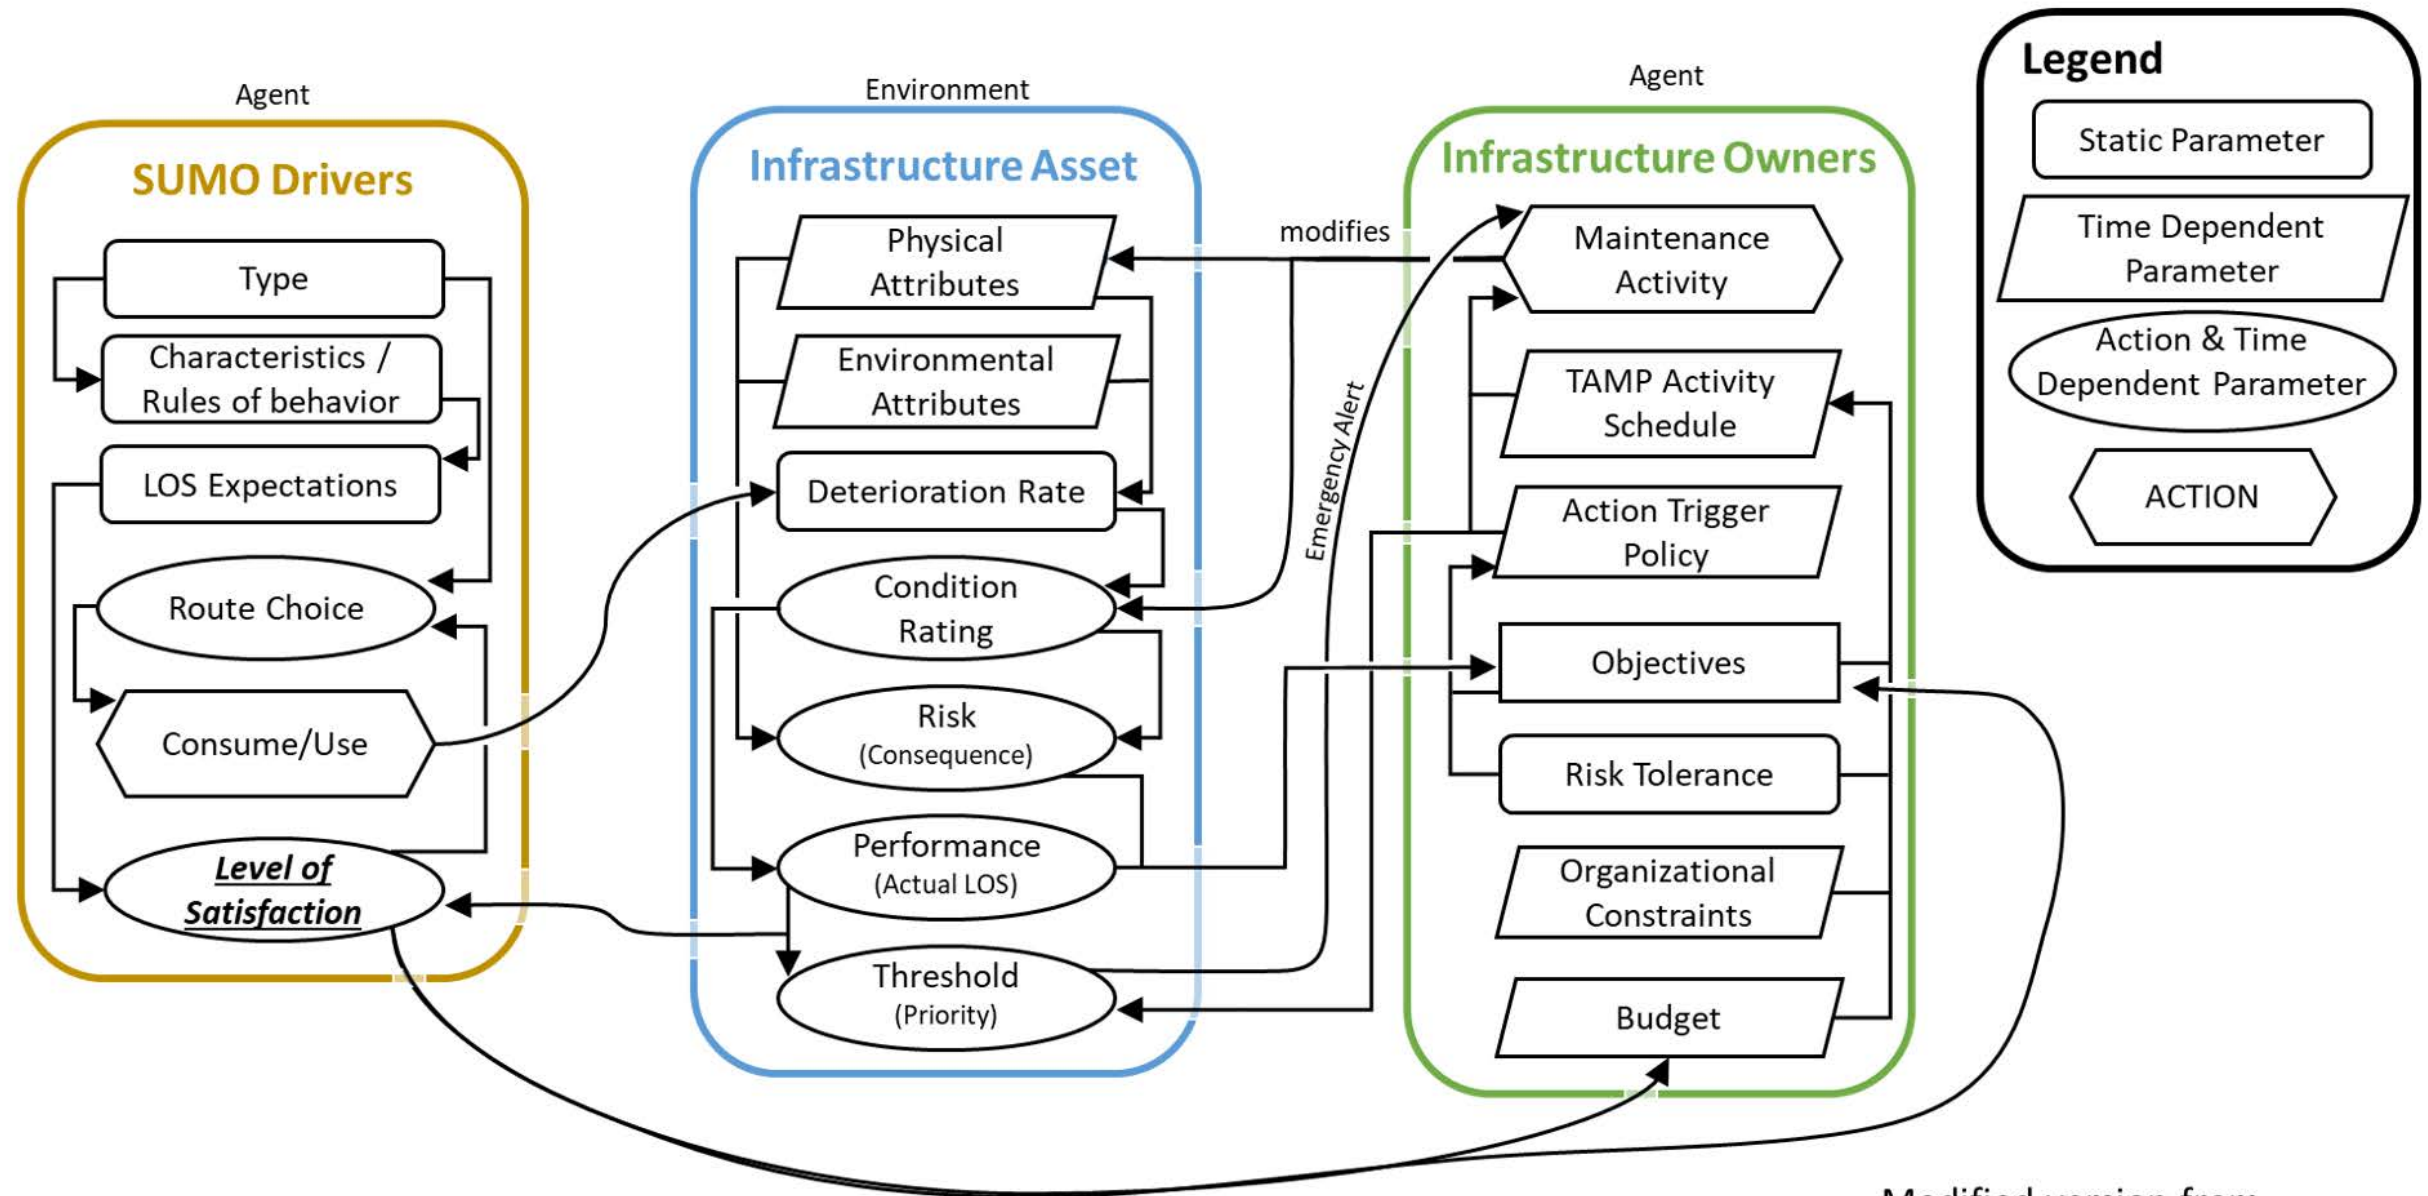 Agent
SUMO Drivers
Type
Characteristics /
Rules of behavior
LOS Expectations
Route Choice
Consume/Use
Level of
Satisfaction
Environment
Infrastructure Asset
Physical
Attributes
Environmental
Attributes
Deterioration Rate
Condition
Rating
Risk
(Consequence)
Performance
(Actual LOS)
Threshold
(Priority)
modifies
Emergency Alert
Agent
Infrastructure Owners
Maintenance
Activity
TAMP Activity
Schedule
Action Trigger
Policy
Objectives
Risk Tolerance
Organizational
Constraints
Budget
Legend
Static Parameter
Time Dependent
Parameter
Action & Time
Dependent Parameter
ACTION
Modified version from